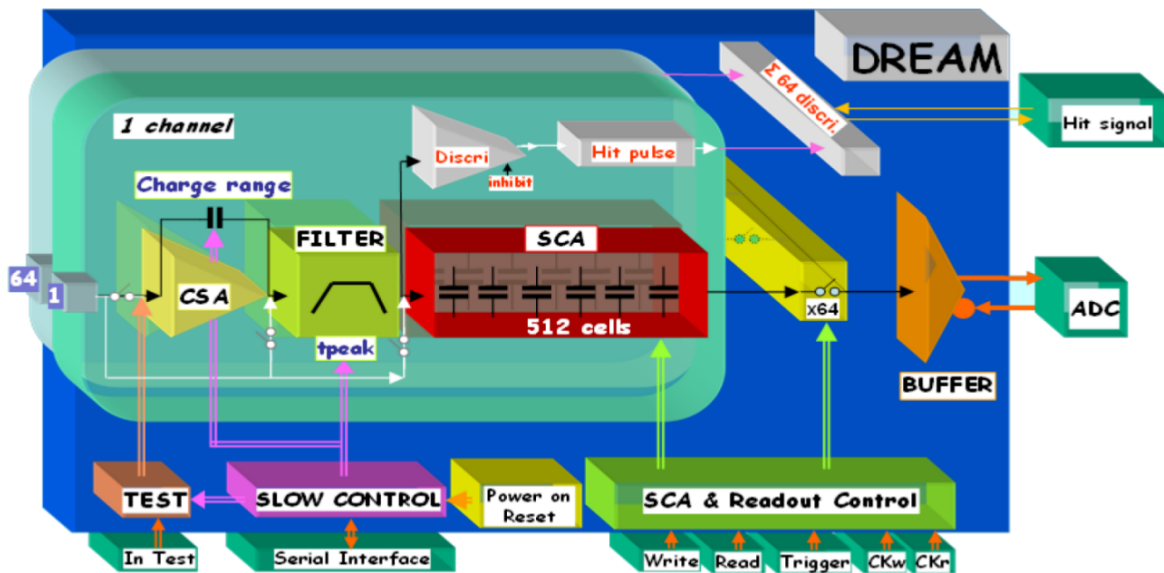 DREAM
Σ 64 discri.
Hit signal
1 channel
Discri
Hit pulse
inhibit
Charge range
FILTER
SCA
64
1
CSA
512 cells
x64
ADC
tpeak
BUFFER
TEST
SLOW CONTROL
Power on
Reset
SCA & Readout Control
In Test
Serial Interface
Write
Read
Trigger
CKw
CKr